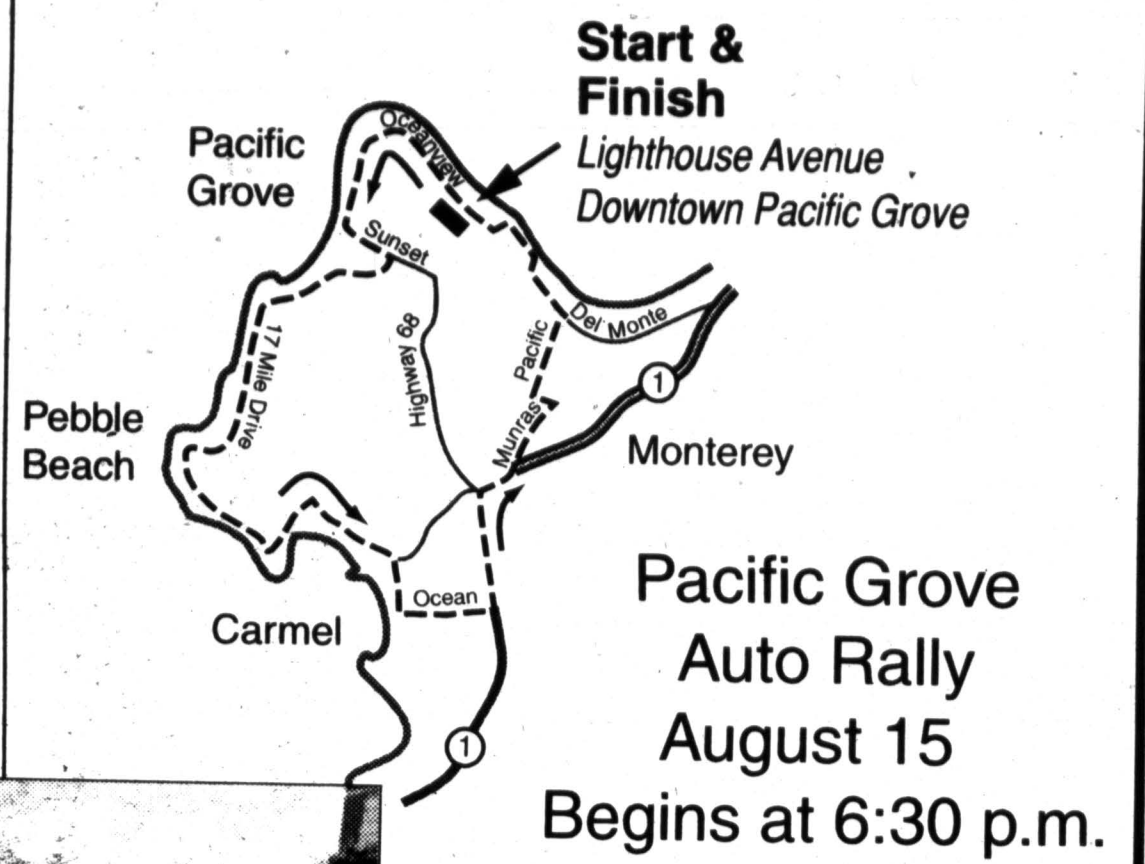 Start &
Finish
Lighthouse Avenue
Downtown Pacific Grove
Pacific
Grove
Oceanview
Sunset
Del Monte
Pacific
Highway 68
17 Mile Drive
1
Munras
Pebble
Beach
Monterey
Ocean
Carmel
1
Pacific Grove
Auto Rally
August 15
Begins at 6:30 p.m.